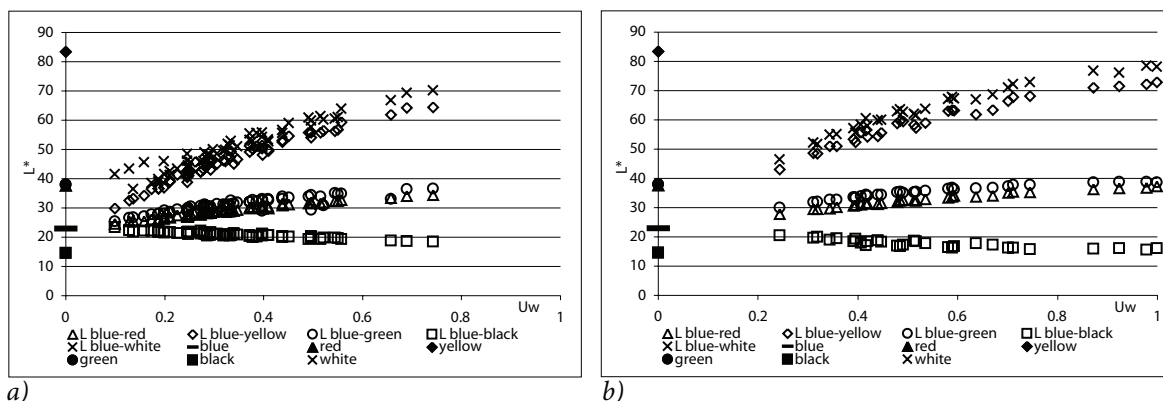 90
80
70
60
50
40
30
20
10
0
L*
0 0.2 0.4 0.6 0.8 1
Uw
L blue-red L blue-yellow L blue-green L blue-black
L blue-white blue red yellow
green black white
a)
90
80
70
60
50
40
30
20
10
0
L*
0 0.2 0.4 0.6 0.8 1
Uw
L blue-red L blue-yellow L blue-green L blue-black
L blue-white blue red yellow
green black white
b)